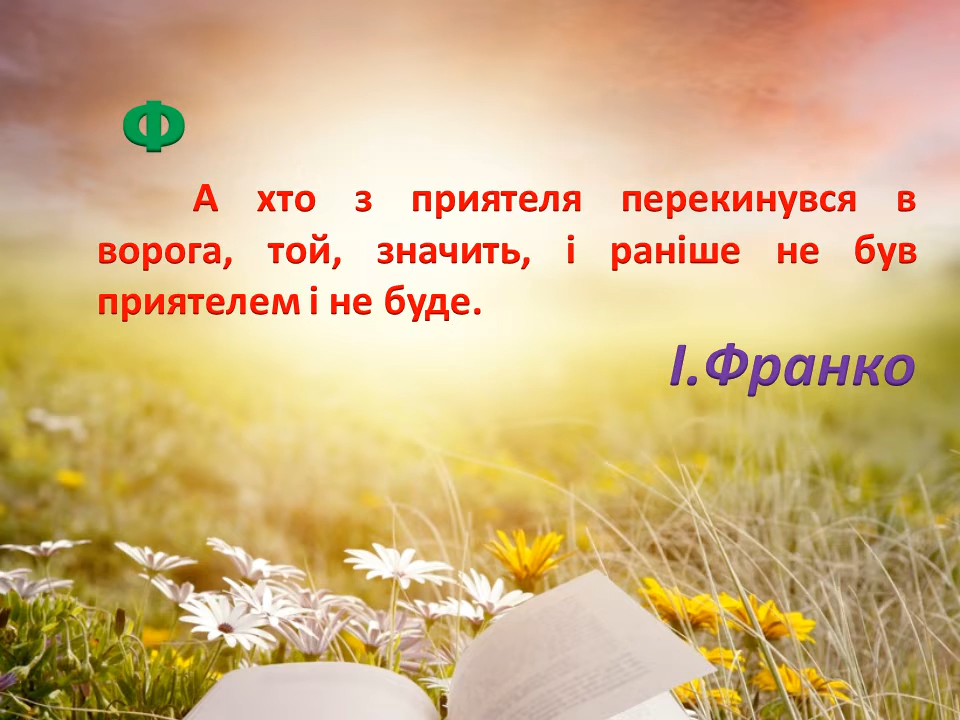 Ф
А хто з приятеля перекинувся в
ворога, той, значить, і раніше не був
приятелем і не буде.
І.Франко